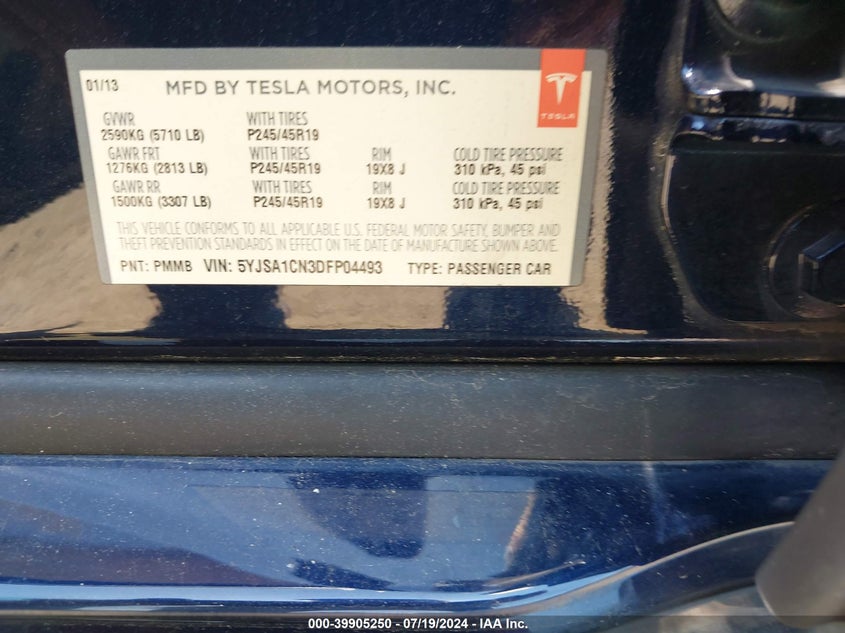 01/13 MFD BY TESLA MOTORS, INC.
TESLA
GVWR WITH TIRES
2590KG (5710 LB) P245/45R19
GAWR FRT WITH TIRES RIM COLD TIRE PRESSURE
1276KG (2813 LB) P245/45R19 19X8 J 310 kPa, 45 psi
GAWR RR WITH TIRES RIM COLD TIRE PRESSURE
1500KG (3307 LB) P245/45R19 19X8 J 310 kPa, 45 psi
THIS VEHICLE CONFORMS TO ALL APPLICABLE U.S. FEDERAL MOTOR SAFETY, BUMPER AND
THEFT PREVENTION STANDARDS IN EFFECT ON THE DATE OF MANUFACTURE SHOWN ABOVE.
PNT: PMMB VIN: 5YJSA1CN3DFP04493 TYPE: PASSENGER CAR
000-39905250 - 07/19/2024 - IAA Inc.